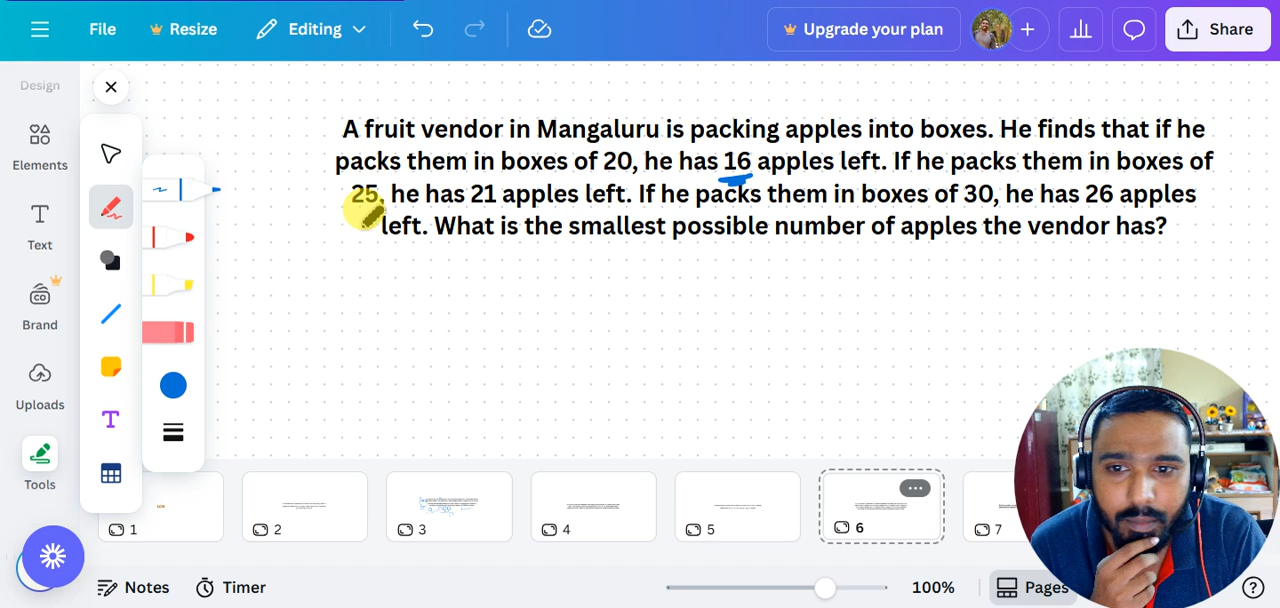 File
Resize
Editing
Upgrade your plan
Share
Design
Elements
Text
Brand
CO
Uploads
Tools
A fruit vendor in Mangaluru is packing apples into boxes. He finds that if he
packs them in boxes of 20, he has 16 apples left. If he packs them in boxes of
25, he has 21 apples left. If he packs them in boxes of 30, he has 26 apples
left. What is the smallest possible number of apples the vendor has?
1
2
3
4
5
6
7
Notes
Timer
100%
Pages